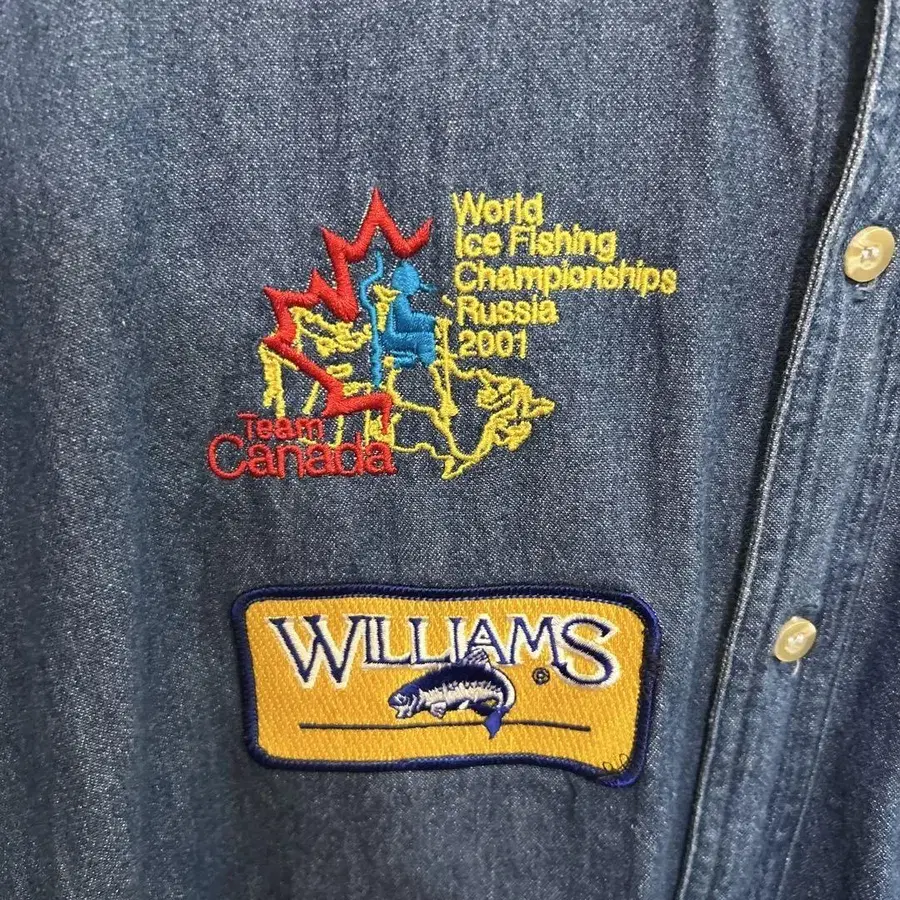 World
Ice Fishing
Championships
Russia
2001
Team
Canada
WILLIAMS
©